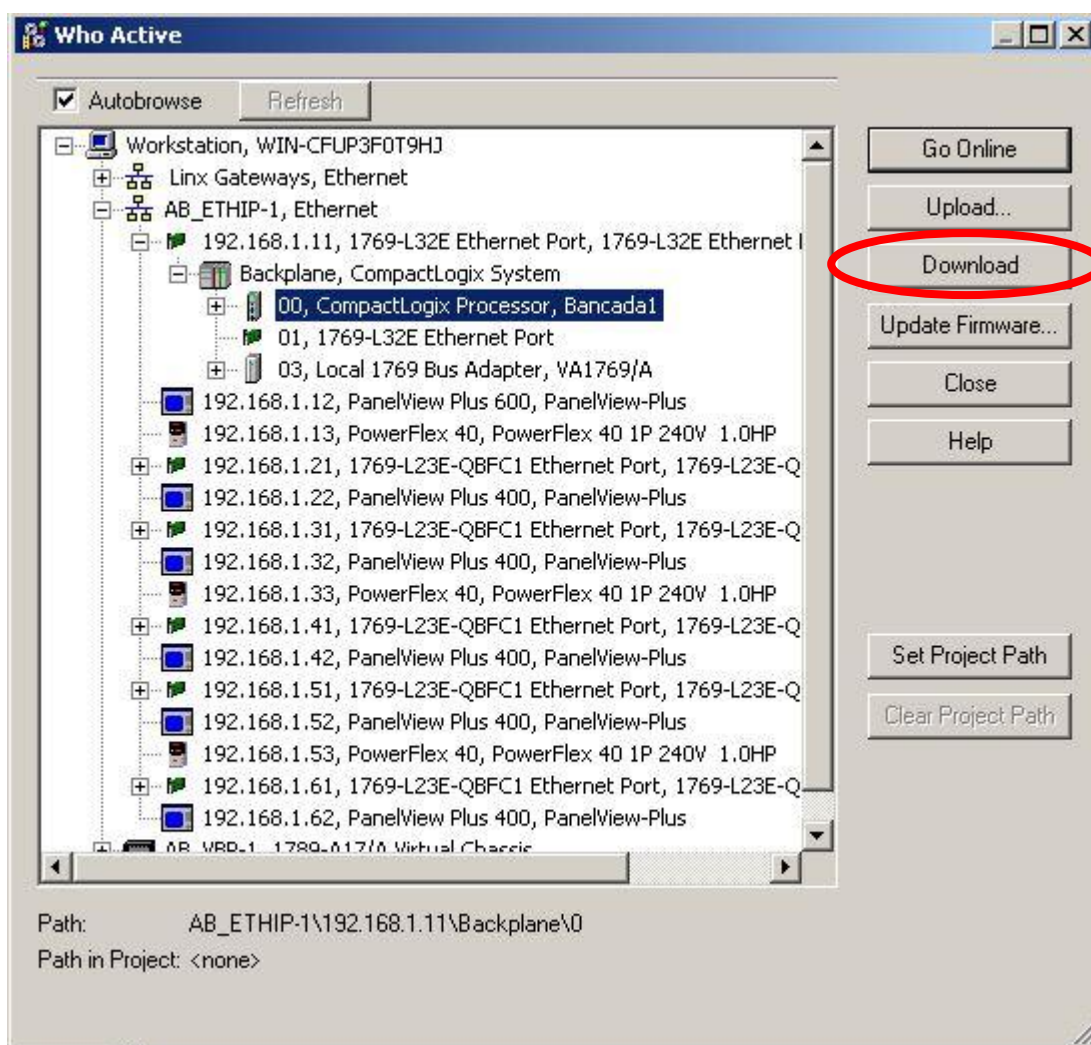 Who Active
Autobrowse
Refresh
Workstation, WIN-CFUP3F0T9HJ
Linx Gateways, Ethernet
AB_ETHIP-1, Ethernet
192.168.1.11, 1769-L32E Ethernet Port, 1769-L32E Ethernet
Backplane, CompactLogix System
00, CompactLogix Processor, Bancada1
01, 1769-L32E Ethernet Port
03, Local 1769 Bus Adapter, VA1769/A
192.168.1.12, PanelView Plus 600, PanelView-Plus
192.168.1.13, PowerFlex 40, PowerFlex 40 1P 240V 1.0HP
192.168.1.21, 1769-L23E-QBFC1 Ethernet Port, 1769-L23E-Q
192.168.1.22, PanelView Plus 400, PanelView-Plus
192.168.1.31, 1769-L23E-QBFC1 Ethernet Port, 1769-L23E-Q
192.168.1.32, PanelView Plus 400, PanelView-Plus
192.168.1.33, PowerFlex 40, PowerFlex 40 1P 240V 1.0HP
192.168.1.41, 1769-L23E-QBFC1 Ethernet Port, 1769-L23E-Q
192.168.1.42, PanelView Plus 400, PanelView-Plus
192.168.1.51, 1769-L23E-QBFC1 Ethernet Port, 1769-L23E-Q
192.168.1.52, PanelView Plus 400, PanelView-Plus
192.168.1.53, PowerFlex 40, PowerFlex 40 1P 240V 1.0HP
192.168.1.61, 1769-L23E-QBFC1 Ethernet Port, 1769-L23E-Q
192.168.1.62, PanelView Plus 400, PanelView-Plus
AB_VBP-1, 1789-A17/A Virtual Chassis
Go Online
Upload...
Download
Update Firmware...
Close
Help
Set Project Path
Clear Project Path
Path: AB_ETHIP-1\192.168.1.11\Backplane\0
Path in Project: <none>